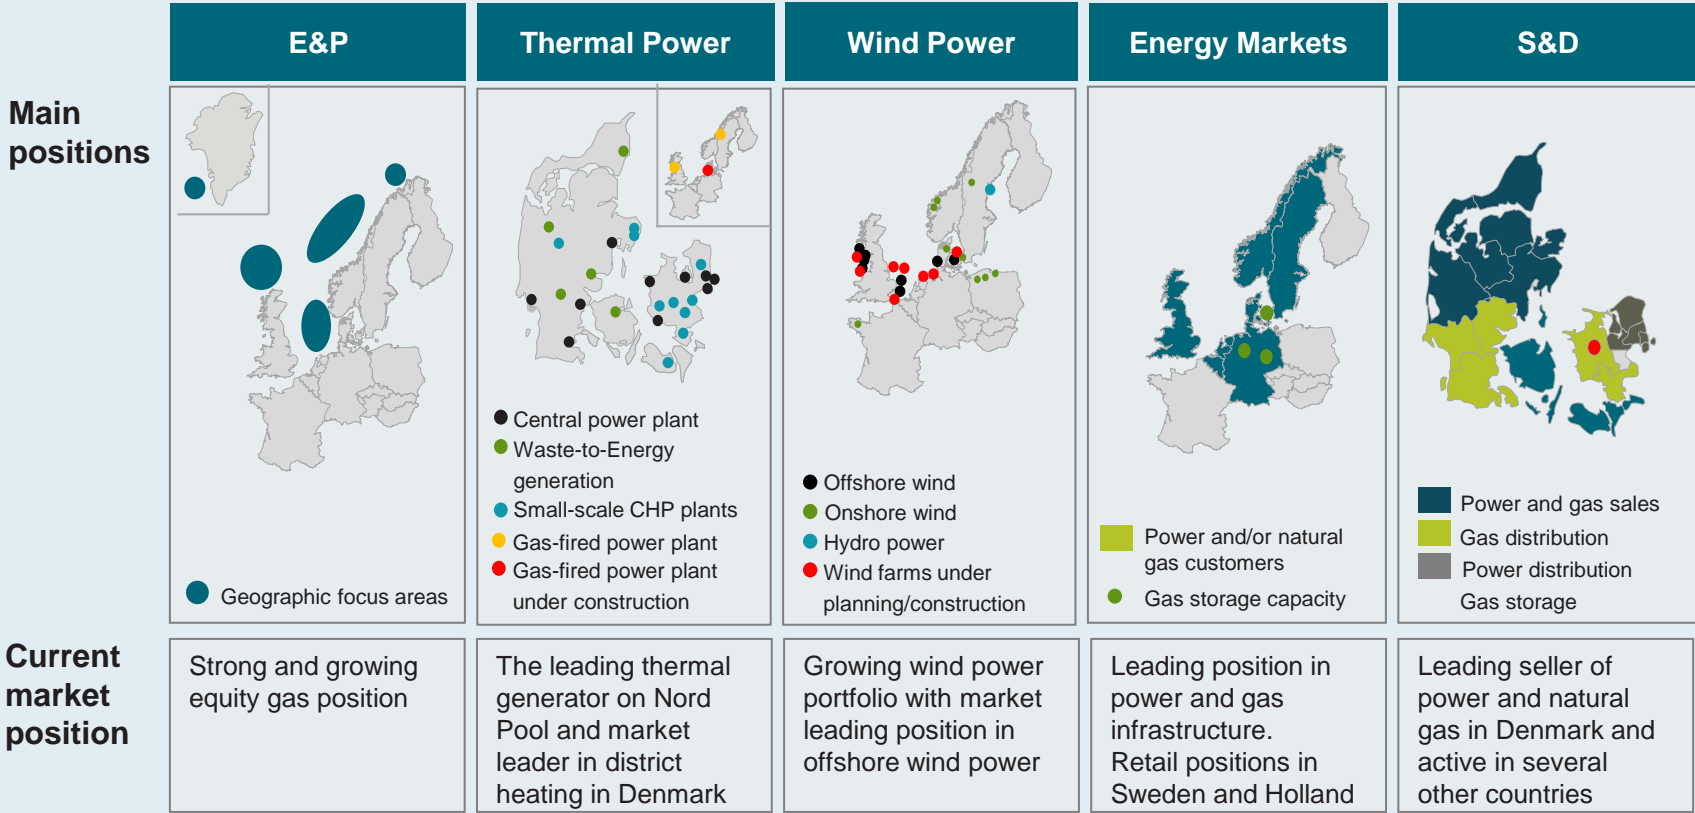 E&P
Thermal Power
Wind Power
Energy Markets
S&D
Main
positions
Geographic focus areas
Central power plant
Waste-to-Energy
generation
Small-scale CHP plants
Gas-fired power plant
Gas-fired power plant
under construction
Offshore wind
Onshore wind
Hydro power
Wind farms under
planning/construction
Power and/or natural
gas customers
Gas storage capacity
Power and gas sales
Gas distribution
Power distribution
Gas storage
Current
market
position
Strong and growing
equity gas position
The leading thermal
generator on Nord
Pool and market
leader in district
heating in Denmark
Growing wind power
portfolio with market
leading position in
offshore wind power
Leading position in
power and gas
infrastructure.
Retail positions in
Sweden and Holland
Leading seller of
power and natural
gas in Denmark and
active in several
other countries